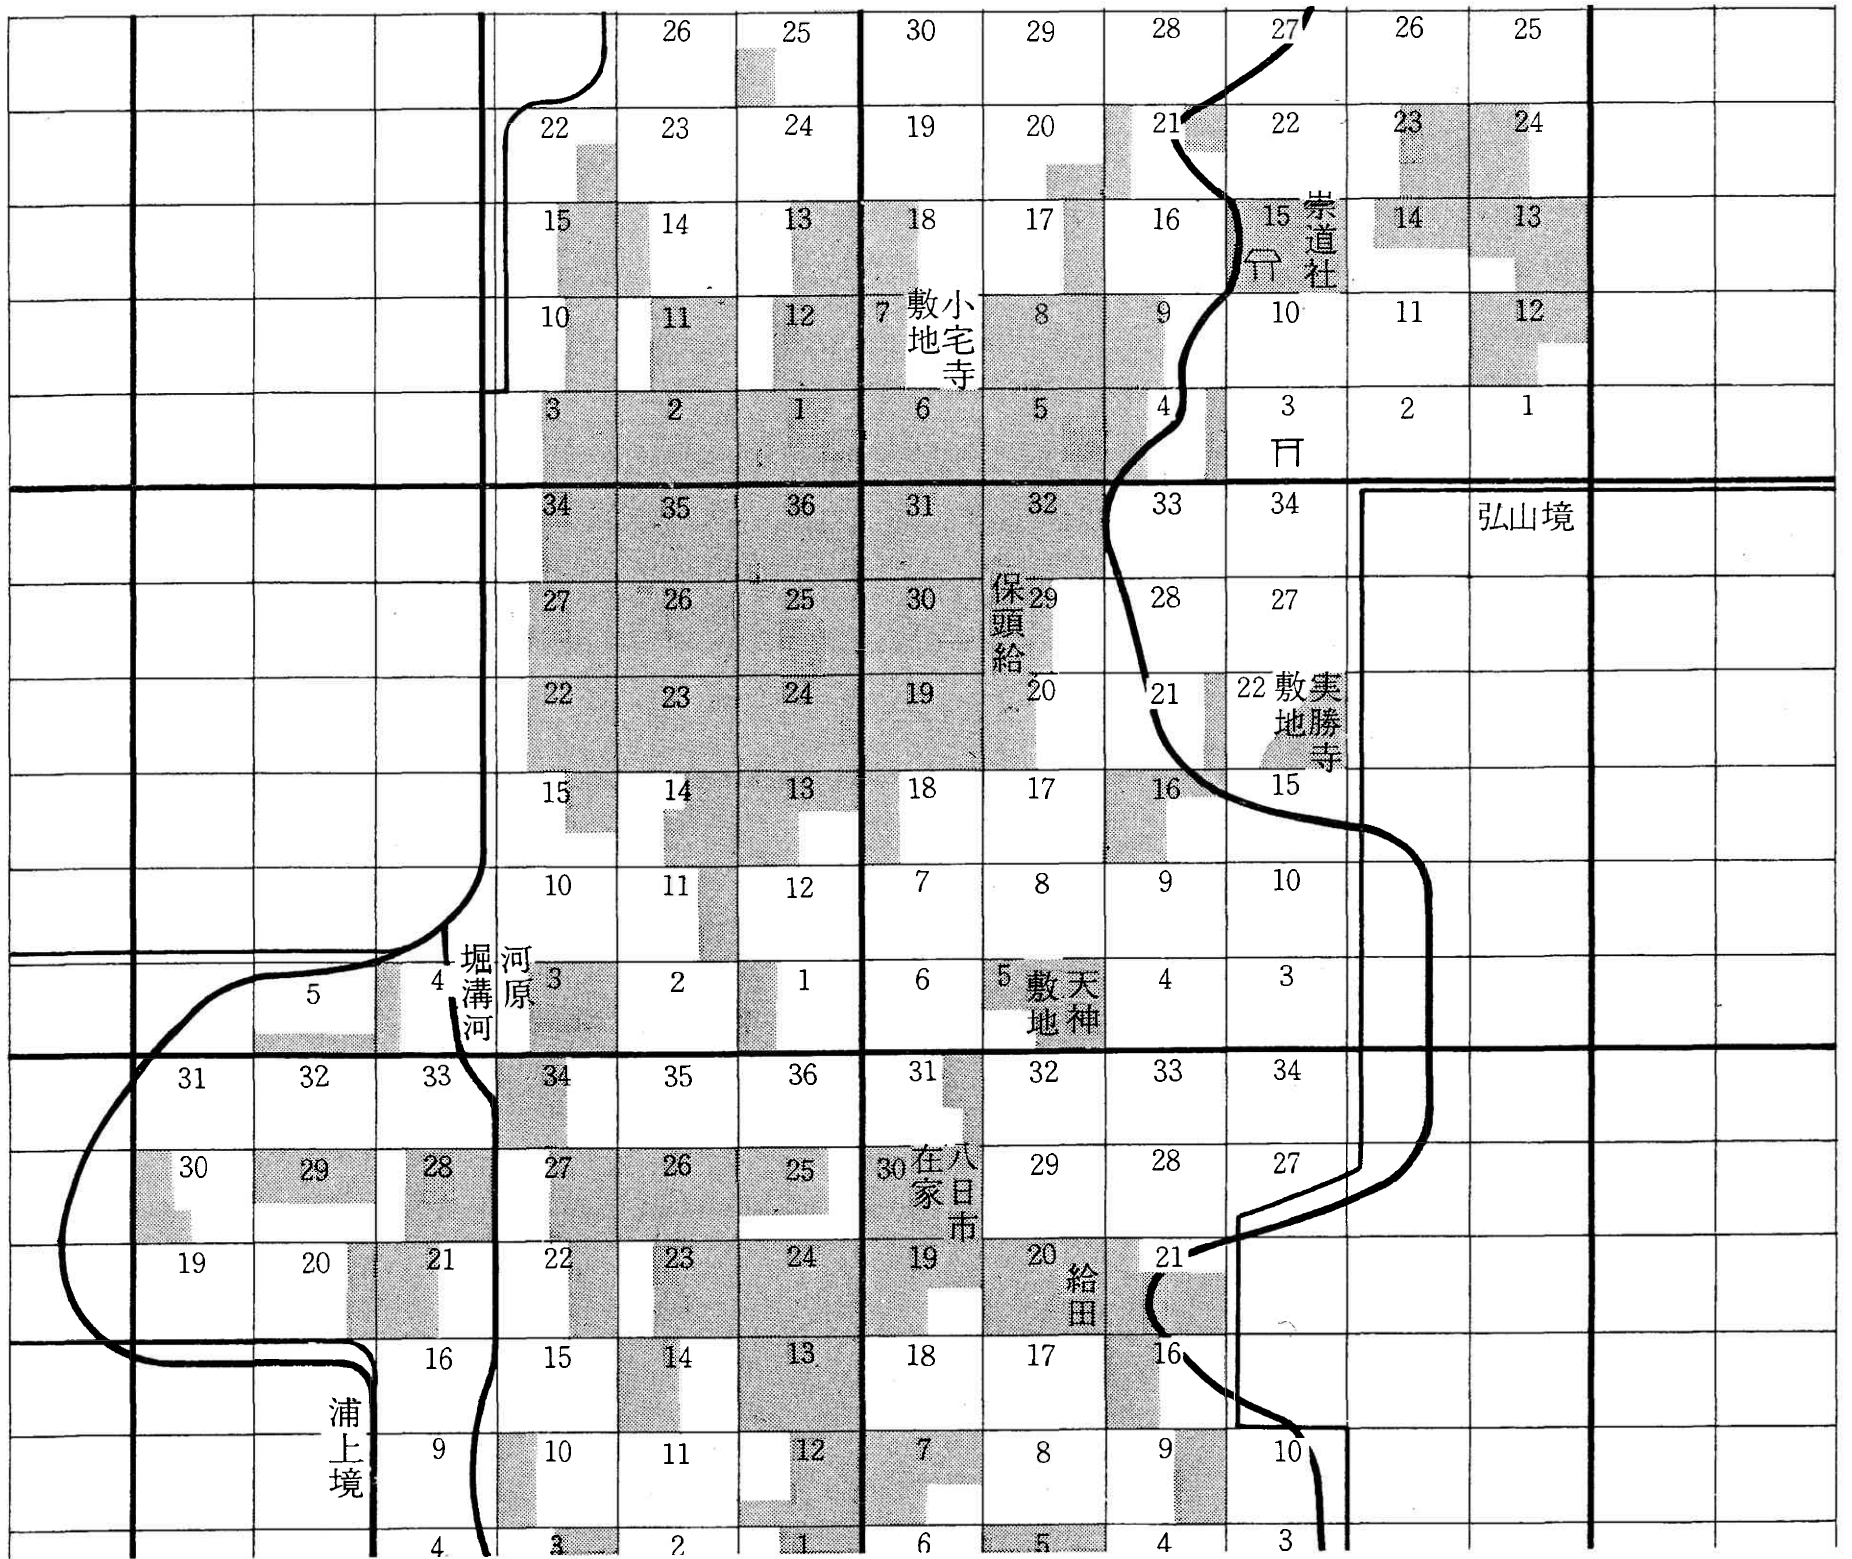 26 25 30 29 28 27 26 25
22 23 24 19 20 21 22 23 24
15 14 13 18 17 16 15 崇道社 14 13
10 11 12 7 小宅寺敷地 8 9 10 11 12
3 2 1 6 5 4 3 2 1
34 35 36 31 32 33 34 弘山境
27 26 25 30 保頭給 29 28 27
22 23 24 19 20 21 22 実勝寺敷地
15 14 13 18 17 16 15
10 11 12 7 8 9 10
5 4 堀溝河 河原 3 2 1 6 5 天神敷地 4 3
31 32 33 34 35 36 31 32 33 34
30 29 28 27 26 25 30 八日市在家 29 28 27
19 20 21 22 23 24 19 20 給田 21
16 15 14 13 18 17 16
浦上境 9 10 11 12 7 8 9 10
4 3 2 1 6 5 4 3